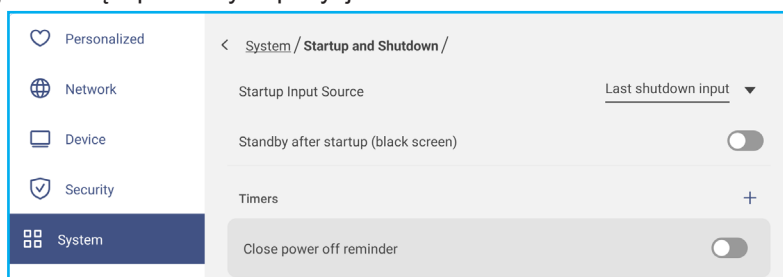 Personalized
Network
Device
Security
System
< System / Startup and Shutdown /
Startup Input Source Last shutdown input
Standby after startup (black screen)
Timers +
Close power off reminder